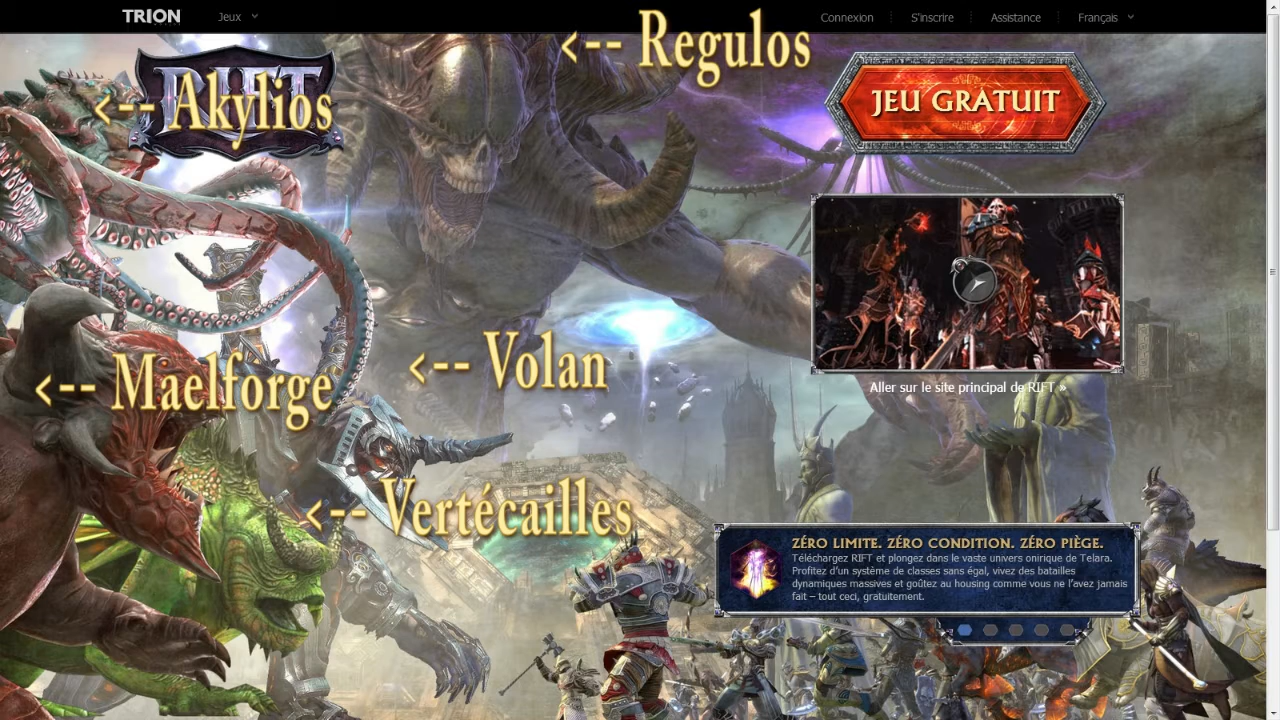 TRION
Jeux
Connexion
S'inscrire
Assistance
Français
<-- Regulos
RIFT
<-- Akylios
JEU GRATUIT
<-- Volan
<-- Maelforge
Aller sur le site principal de RIFT »
<-- Vertécailles
ZÉRO LIMITE. ZÉRO CONDITION. ZÉRO PIÈGE.
Téléchargez RIFT et plongez dans le vaste univers onirique de Telara.
Profitez d'un système de classes sans égal, vivez des batailles
dynamiques massives et goûtez au housing comme vous ne l'avez jamais
fait – tout ceci, gratuitement.